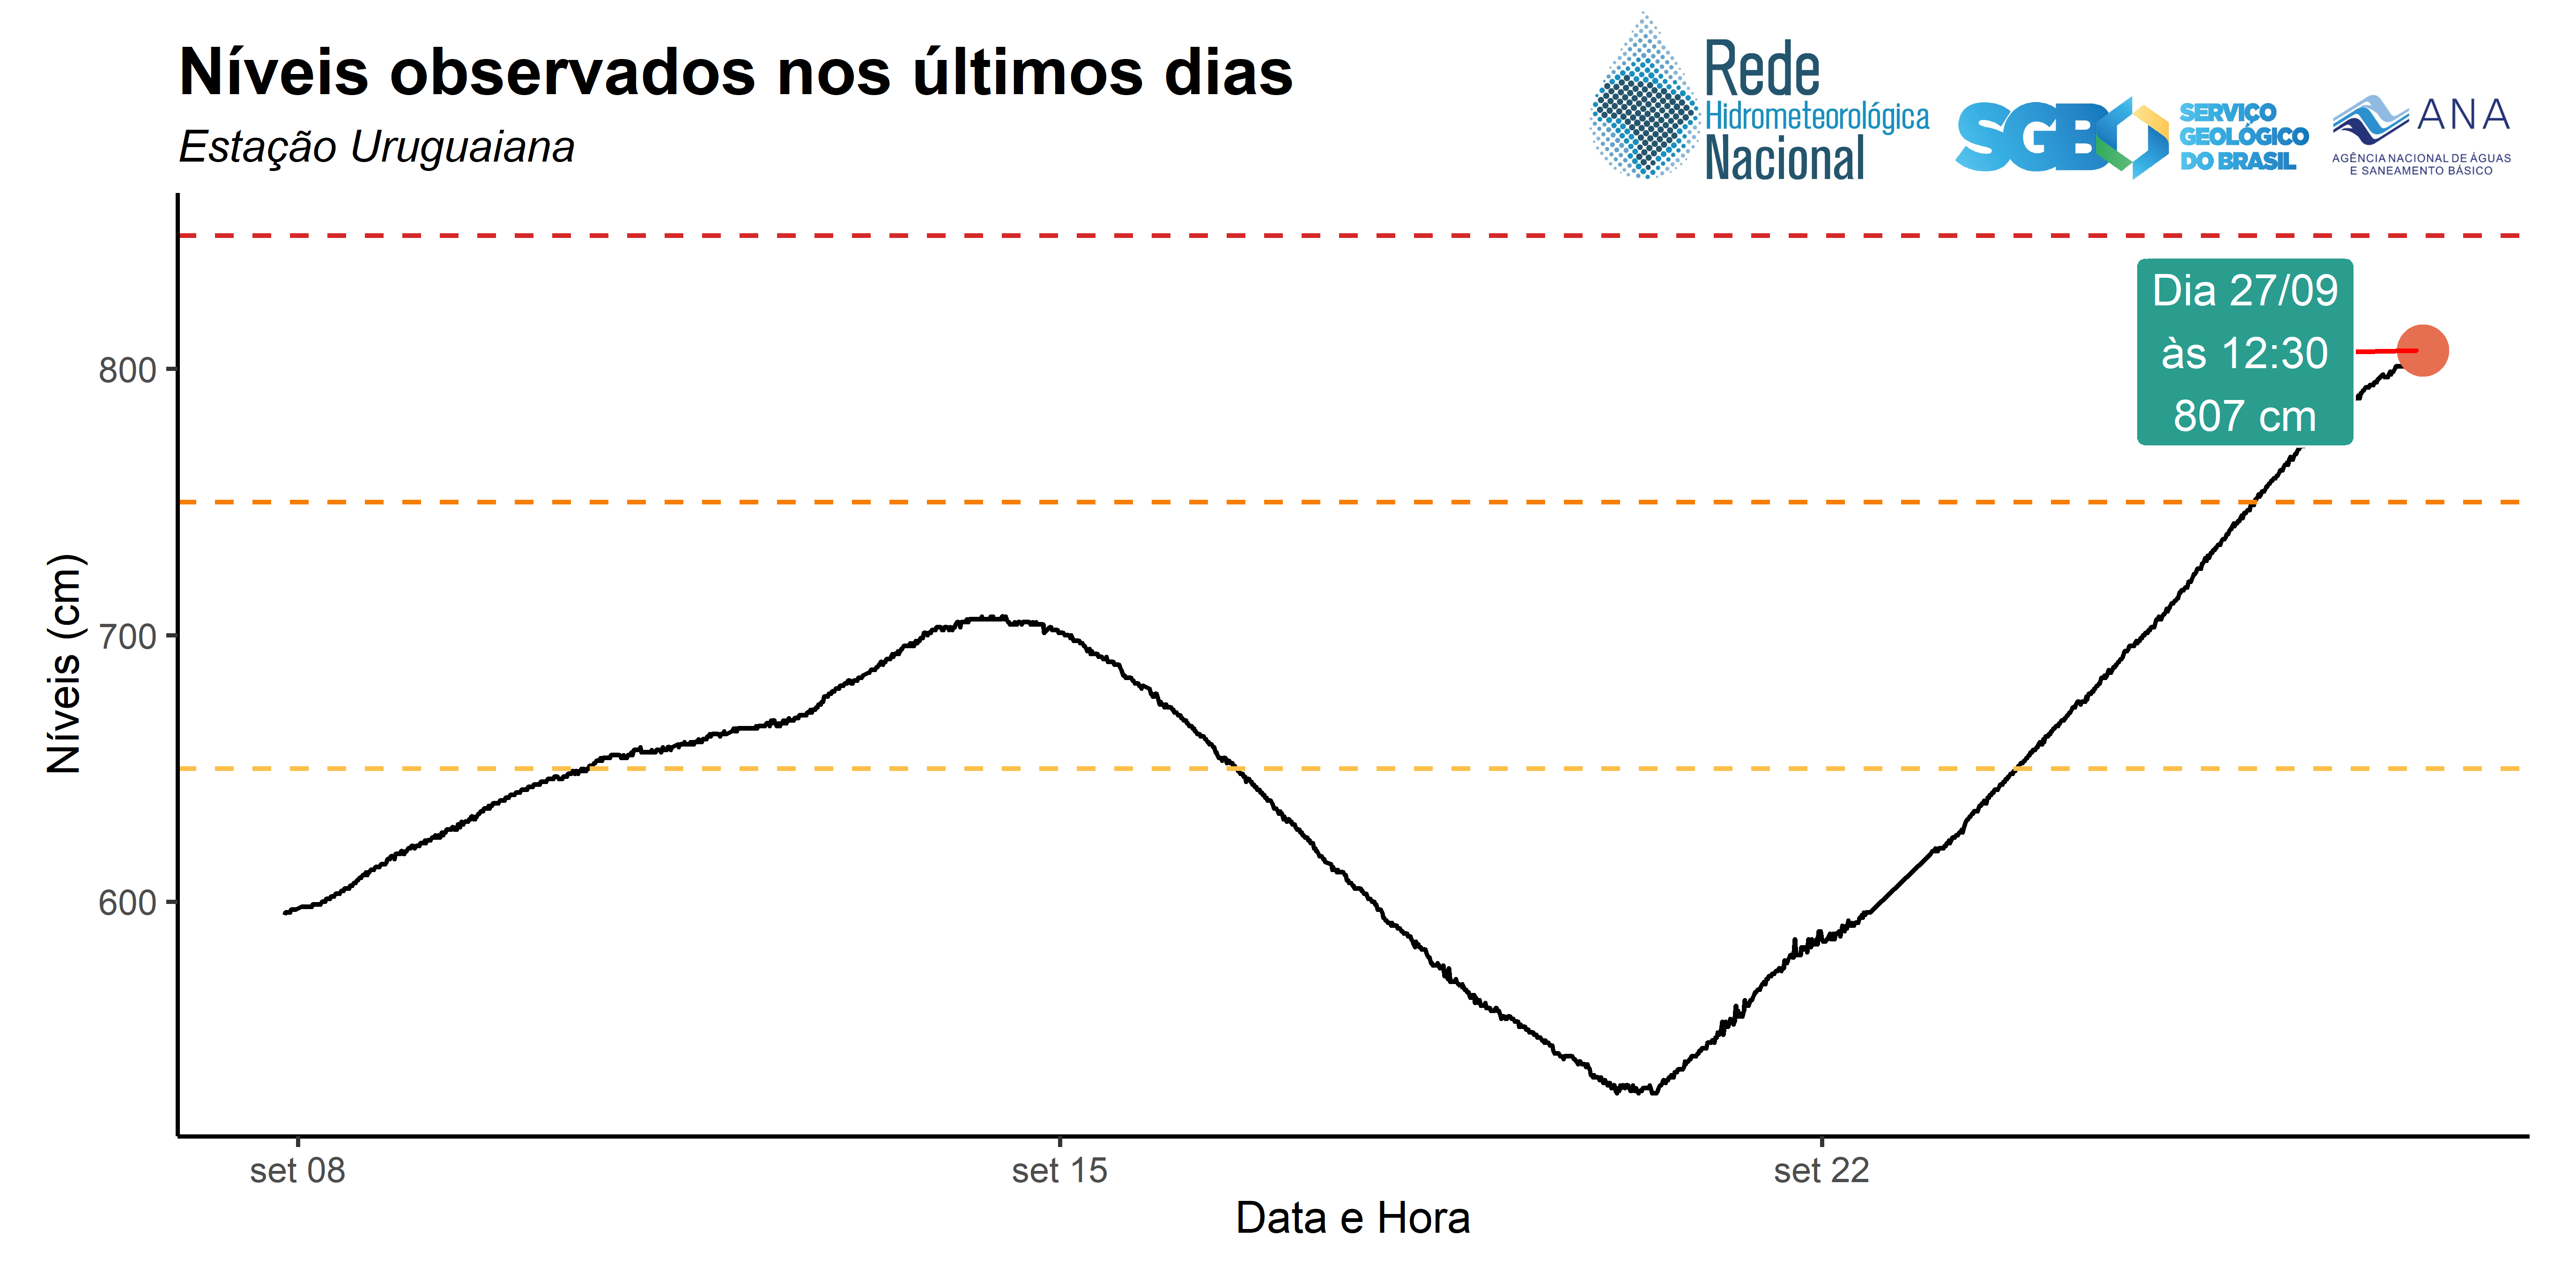 Níveis observados nos últimos dias
Estação Uruguaiana
Rede
Hidrometeorológica
Nacional
SGB
SERVIÇO
GEOLÓGICO
DO BRASIL
ANA
AGÊNCIA NACIONAL DE ÁGUAS
E SANEAMENTO BÁSICO
Dia 27/09
às 12:30
807 cm
800
700
600
Níveis (cm)
set 08
set 15
set 22
Data e Hora